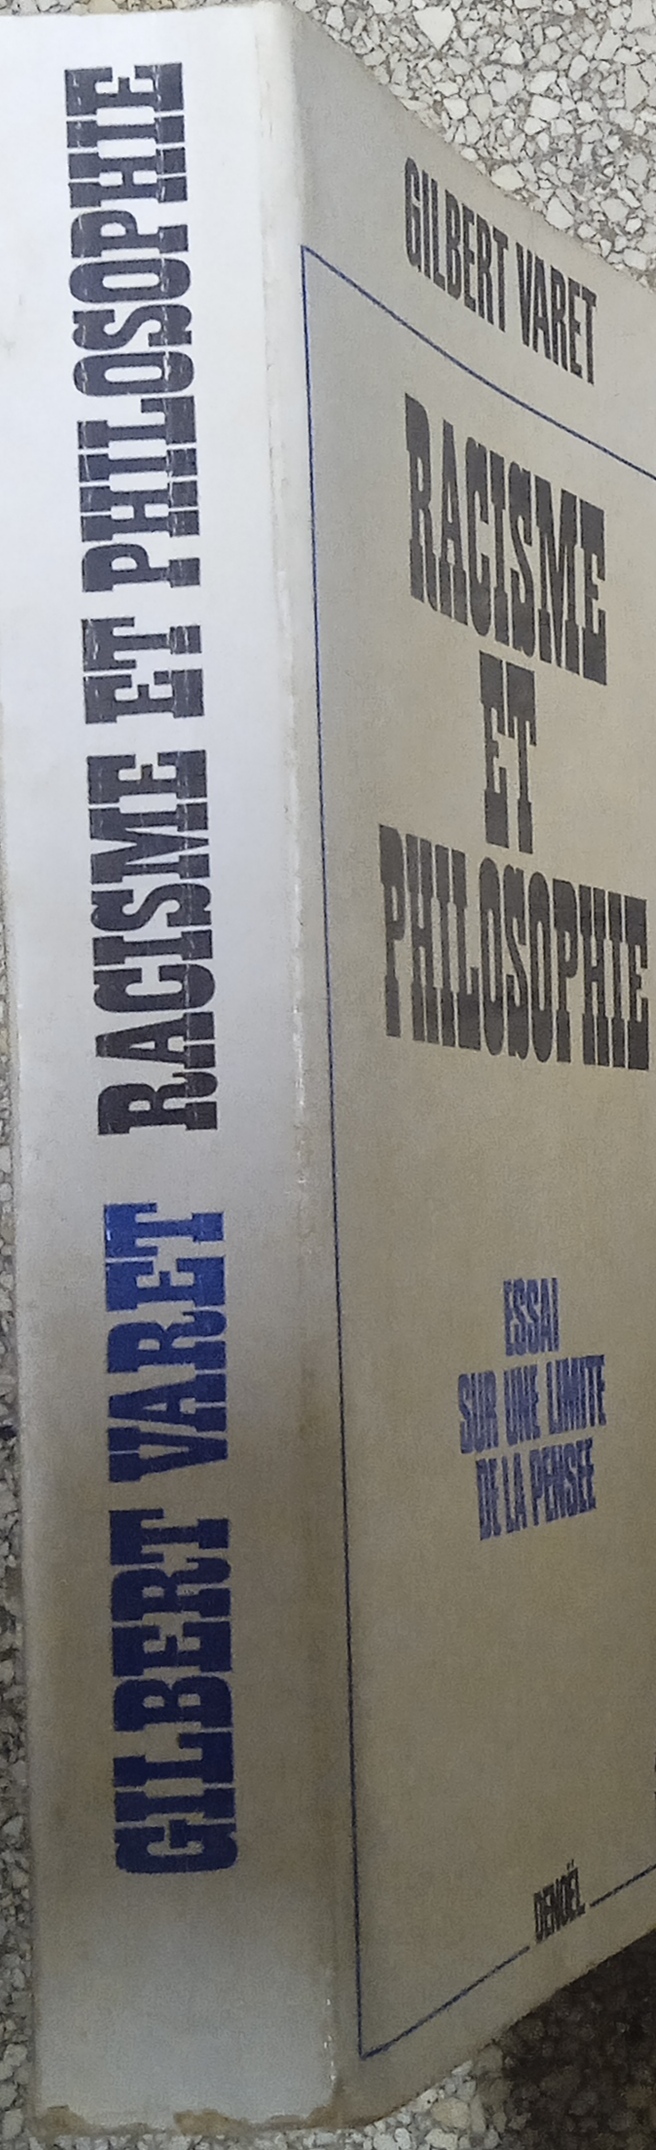 GILBERT VARET RACISME ET PHILOSOPHIE
GILBERT VARET
RACISME
ET
PHILOSOPHIE
ESSAI
SUR UNE LIMITE
DE LA PENSÉE
DENOËL